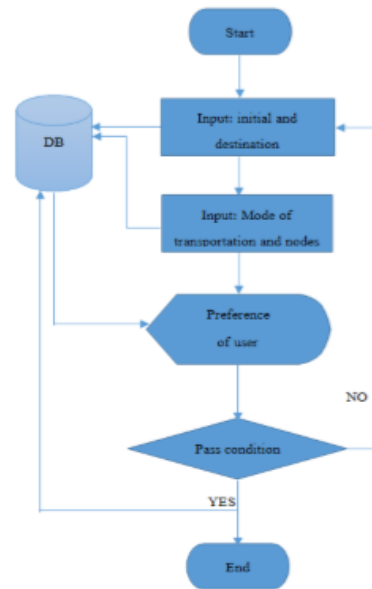 Start
DB
Input: initial and
destination
Input: Mode of
transportation and nodes
Preference
of user
NO
Pass condition
YES
End